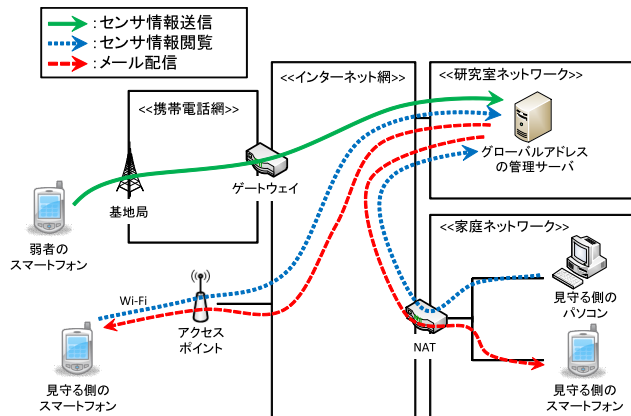 ：センサ情報送信
：センサ情報閲覧
：メール配信
<<携帯電話網>>
<<インターネット網>>
<<研究室ネットワーク>>
グローバルアドレス
の管理サーバ
ゲートウェイ
基地局
弱者の
スマートフォン
<<家庭ネットワーク>>
見守る側の
パソコン
Wi-Fi
アクセス
ポイント
NAT
見守る側の
スマートフォン
見守る側の
スマートフォン